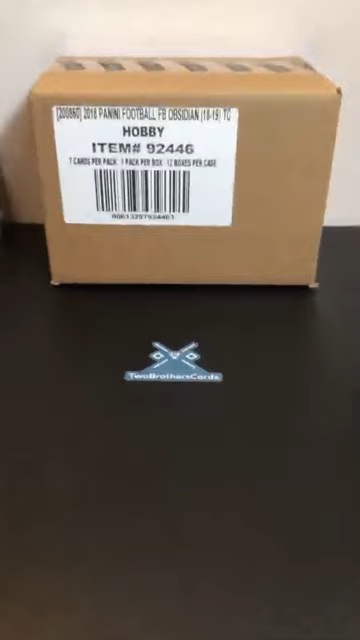 [200860] 2018 PANINI FOOTBALL FB OBSIDIAN (18-19) TC
HOBBY
ITEM# 92446
7 CARDS PER PACK 1 PACK PER BOX 12 BOXES PER CASE
TwoBrothersCards